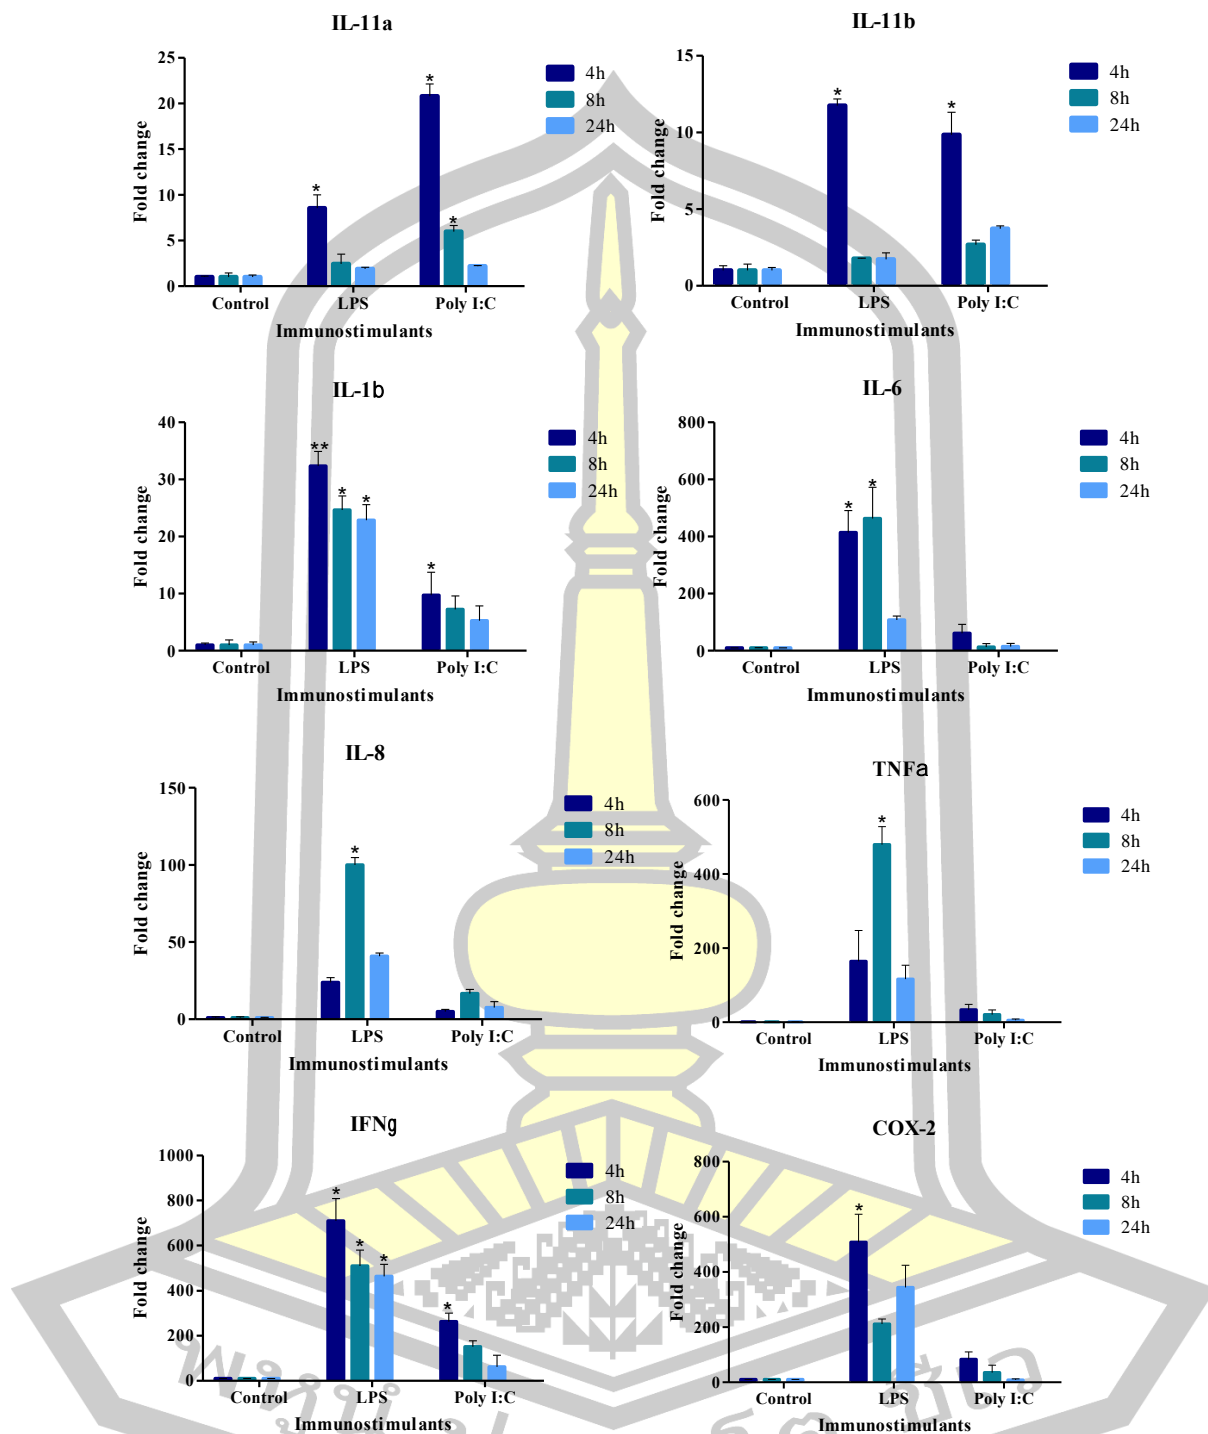 IL-11a
25
20
15
10
5
0
Fold change
*
*
*
4h
8h
24h
Control LPS Poly I:C
Immunostimulants
IL-11b
15
10
5
0
Fold change
*
*
4h
8h
24h
Control LPS Poly I:C
Immunostimulants
IL-1b
40
30
20
10
0
Fold change
**
*
*
*
4h
8h
24h
Control LPS Poly I:C
Immunostimulants
IL-6
800
600
400
200
0
Fold change
*
*
4h
8h
24h
Control LPS Poly I:C
Immunostimulants
IL-8
150
100
50
0
Fold change
*
4h
8h
24h
Control LPS Poly I:C
Immunostimulants
TNFa
600
400
200
0
Fold change
*
4h
8h
24h
Control LPS Poly I:C
Immunostimulants
IFNg
1000
800
600
400
200
0
Fold change
*
*
*
*
4h
8h
24h
Control LPS Poly I:C
Immunostimulants
COX-2
800
600
400
200
0
Fold change
*
4h
8h
24h
Control LPS Poly I:C
Immunostimulants